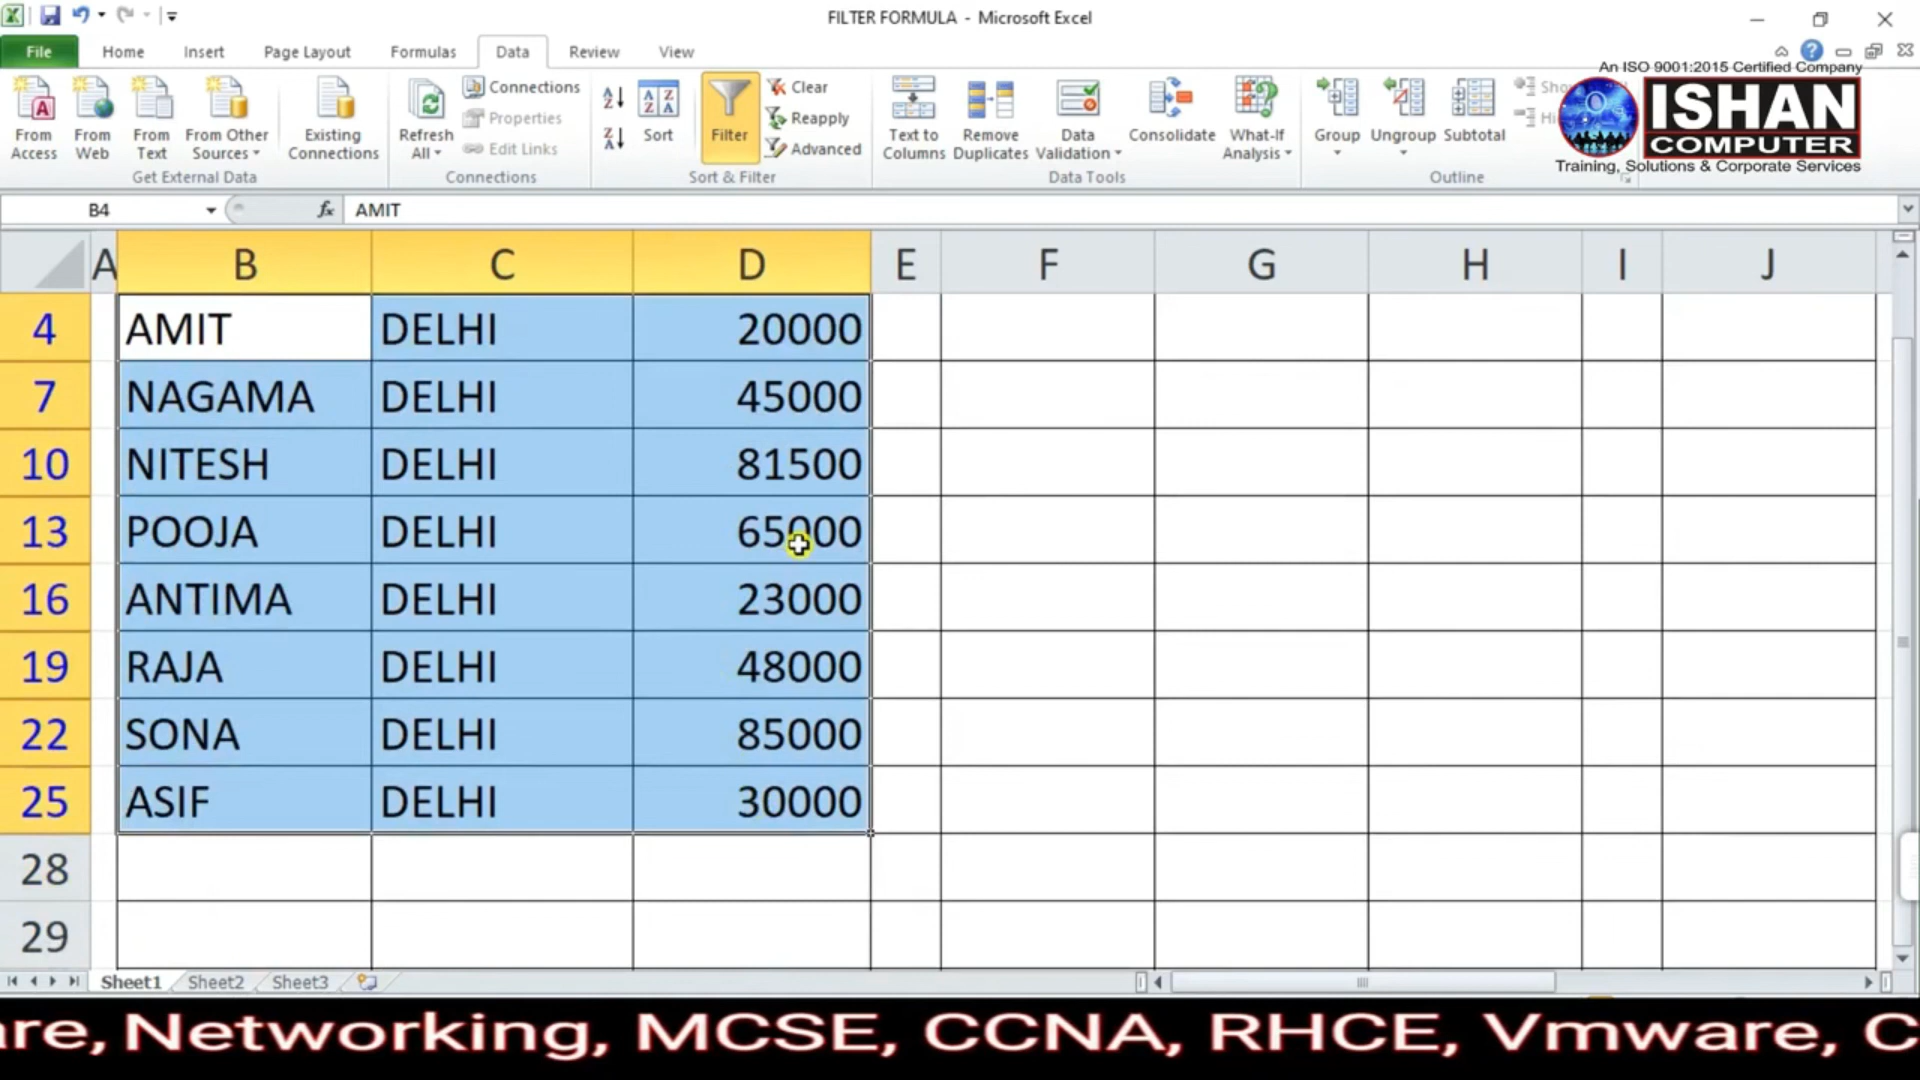 FILTER FORMULA - Microsoft Excel
File Home Insert Page Layout Formulas Data Review View
An ISO 9001:2015 Certified Company
ISHAN
COMPUTER
Training, Solutions & Corporate Services
From Access
From Web
From Text
From Other Sources
Existing Connections
Get External Data
Refresh All
Connections
Properties
Edit Links
Connections
Sort
Filter
Clear
Reapply
Advanced
Sort & Filter
Text to Columns
Remove Duplicates
Data Validation
Consolidate
What-If Analysis
Data Tools
Group
Ungroup
Subtotal
Outline
B4 fx AMIT
A B C D E F G H I J
4 AMIT DELHI 20000
7 NAGAMA DELHI 45000
10 NITESH DELHI 81500
13 POOJA DELHI 65000
16 ANTIMA DELHI 23000
19 RAJA DELHI 48000
22 SONA DELHI 85000
25 ASIF DELHI 30000
28
29
Sheet1 Sheet2 Sheet3
re, Networking, MCSE, CCNA, RHCE, Vmware, C